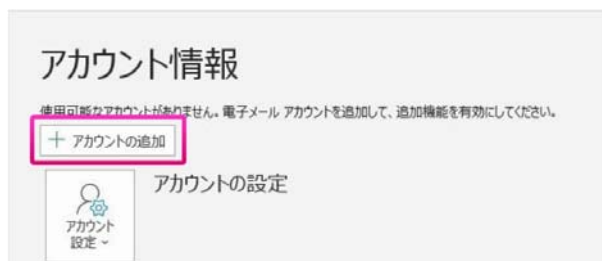 アカウント情報
使用可能なアカウントがありません。電子メール アカウントを追加して、追加機能を有効にしてください。
＋ アカウントの追加
アカウントの設定
アカウント
設定